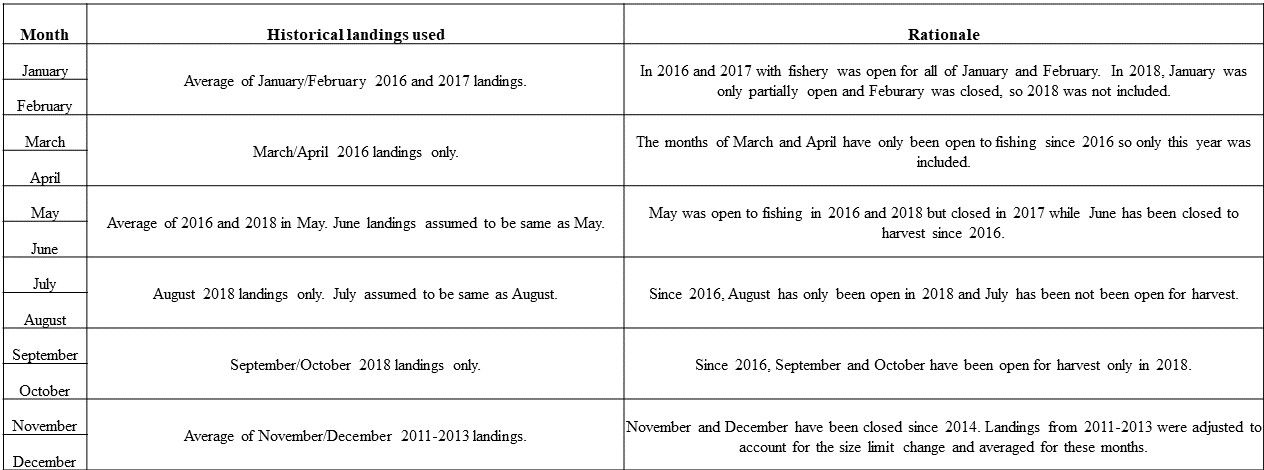 Month Historical landings used Rationale
January
Average of January/February 2016 and 2017 landings.
In 2016 and 2017 with fishery was open for all of January and February. In 2018, January was
only partially open and Feburary was closed, so 2018 was not included.
February
March
March/April 2016 landings only.
The months of March and April have only been open to fishing since 2016 so only this year was
included.
April
May
Average of 2016 and 2018 in May. June landings assumed to be same as May.
May was open to fishing in 2016 and 2018 but closed in 2017 while June has been closed to
harvest since 2016.
June
July
August 2018 landings only. July assumed to be same as August.
Since 2016, August has only been open in 2018 and July has been not been open for harvest.
August
September
September/October 2018 landings only.
Since 2016, September and October have been open for harvest only in 2018.
October
November
Average of November/December 2011-2013 landings.
November and December have been closed since 2014. Landings from 2011-2013 were adjusted to
account for the size limit change and averaged for these months.
December